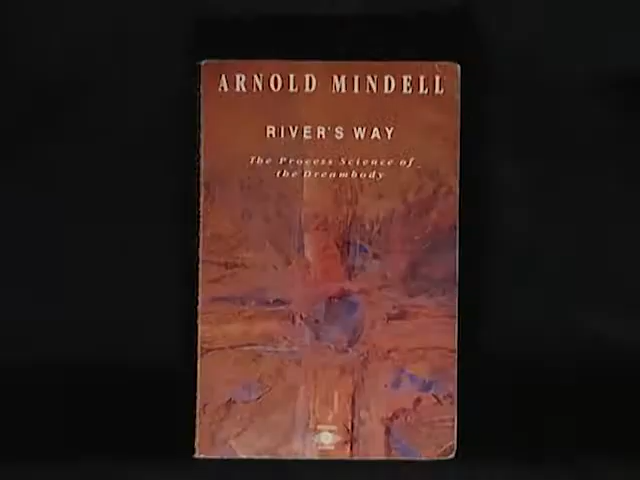 ARNOLD MINDELL
RIVER'S WAY
The Process Science of
the Dreambody